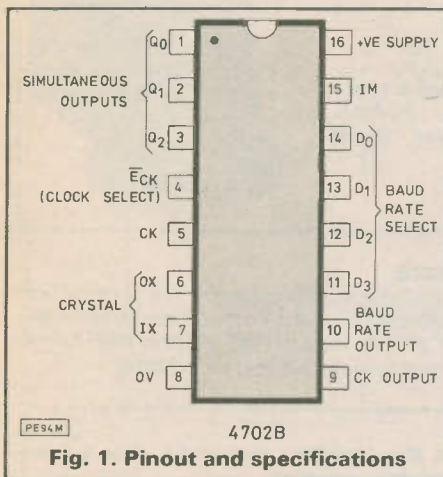 Q0 1
16 +VE SUPPLY
SIMULTANEOUS
OUTPUTS
Q1 2
15 IM
Q2 3
14 D0
ECK 4
(CLOCK SELECT)
13 D1
BAUD
RATE
SELECT
CK 5
12 D2
CRYSTAL
OX 6
11 D3
IX 7
10 BAUD
RATE
OUTPUT
OV 8
9 CK OUTPUT
PE94M
4702B
Fig. 1. Pinout and specifications